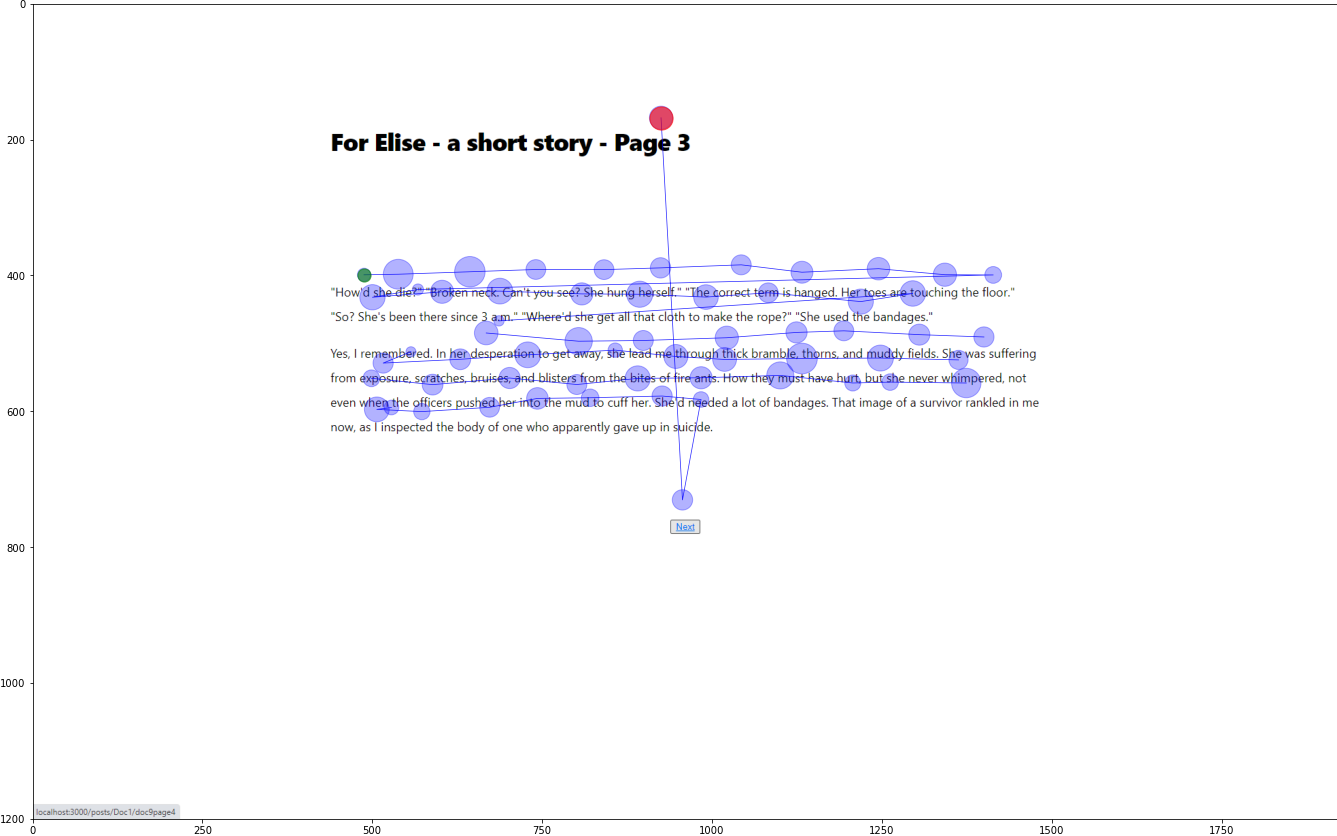 For Elise - a short story - Page 3
"How'd she die?" "Broken neck. Can't you see? She hung herself." "The correct term is hanged. Her toes are touching the floor."
"So? She's been there since 3 a.m." "Where'd she get all that cloth to make the rope?" "She used the bandages."
Yes, I remembered. In her desperation to get away, she lead me through thick bramble, thorns, and muddy fields. She was suffering
from exposure, scratches, bruises, and blisters from the bites of fire ants. How they must have hurt, but she never whimpered, not
even when the officers pushed her into the mud to cuff her. She'd needed a lot of bandages. That image of a survivor rankled in me
now, as I inspected the body of one who apparently gave up in suicide.
Next
localhost:3000/posts/Doc1/doc9page4
0
200
400
600
800
1000
1200
0 250 500 750 1000 1250 1500 1750